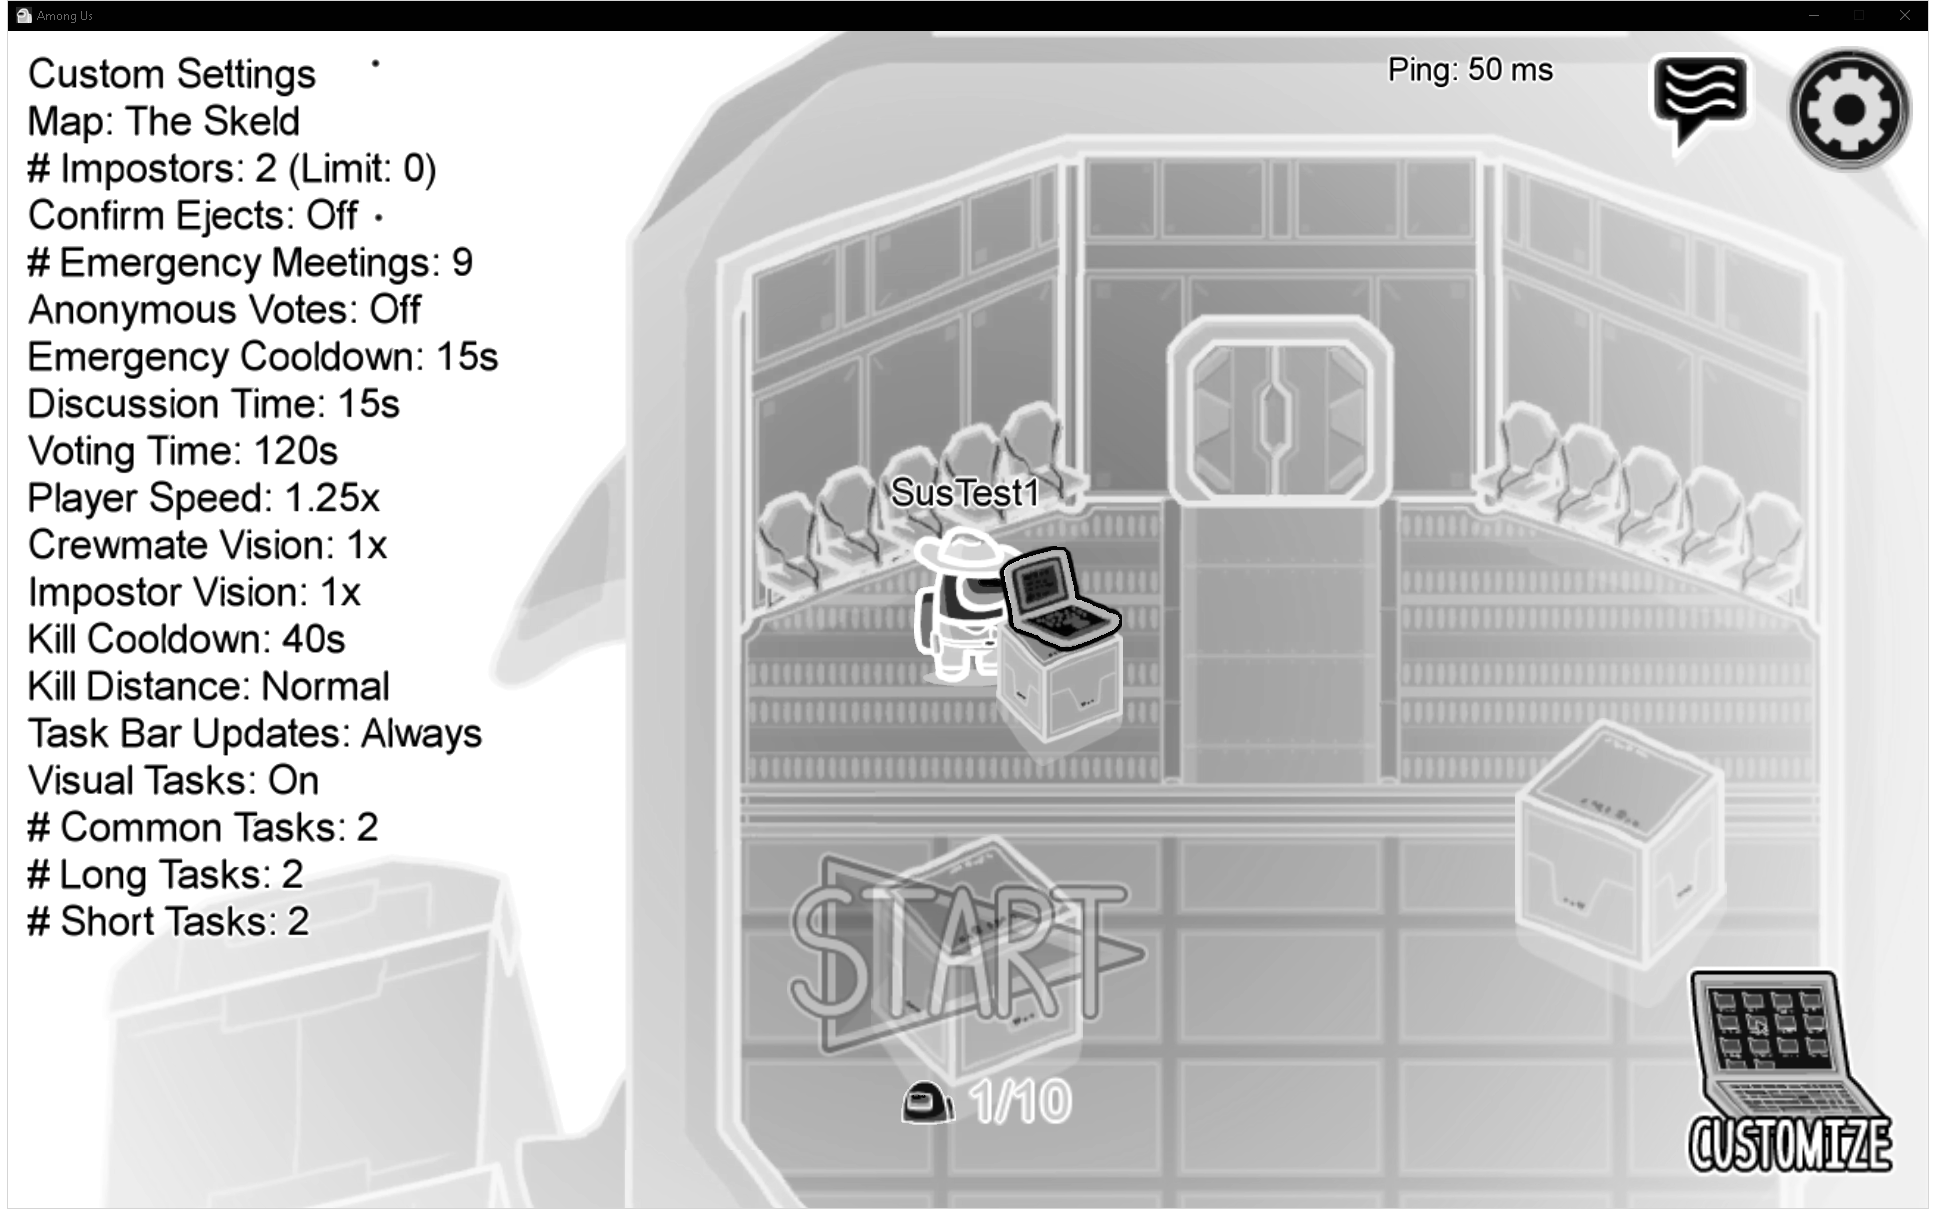 Among Us
Custom Settings
Map: The Skeld
# Impostors: 2 (Limit: 0)
Confirm Ejects: Off
# Emergency Meetings: 9
Anonymous Votes: Off
Emergency Cooldown: 15s
Discussion Time: 15s
Voting Time: 120s
Player Speed: 1.25x
Crewmate Vision: 1x
Impostor Vision: 1x
Kill Cooldown: 40s
Kill Distance: Normal
Task Bar Updates: Always
Visual Tasks: On
# Common Tasks: 2
# Long Tasks: 2
# Short Tasks: 2
Ping: 50 ms
SusTest1
START
1/10
CUSTOMIZE